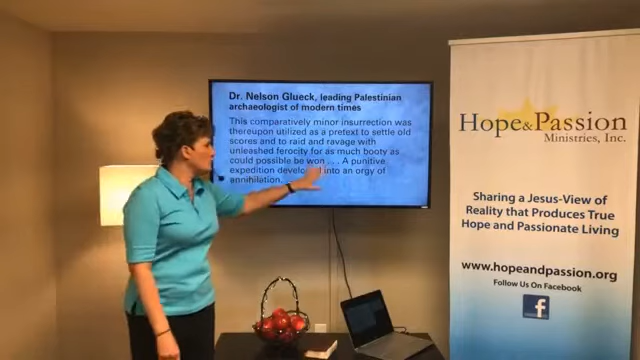 Dr. Nelson Glueck, leading Palestinian
archaeologist of modern times
This comparatively minor insurrection was
thereupon utilized as a pretext to settle old
scores and to raid and ravage with
unleashed ferocity for as much booty as
could possible be won . . . A punitive
expedition into an orgy of
annihilation.
Hope&Passion
Ministries, Inc.
Sharing a Jesus-View of
Reality that Produces True
Hope and Passionate Living
www.hopeandpassion.org
Follow Us On Facebook
f